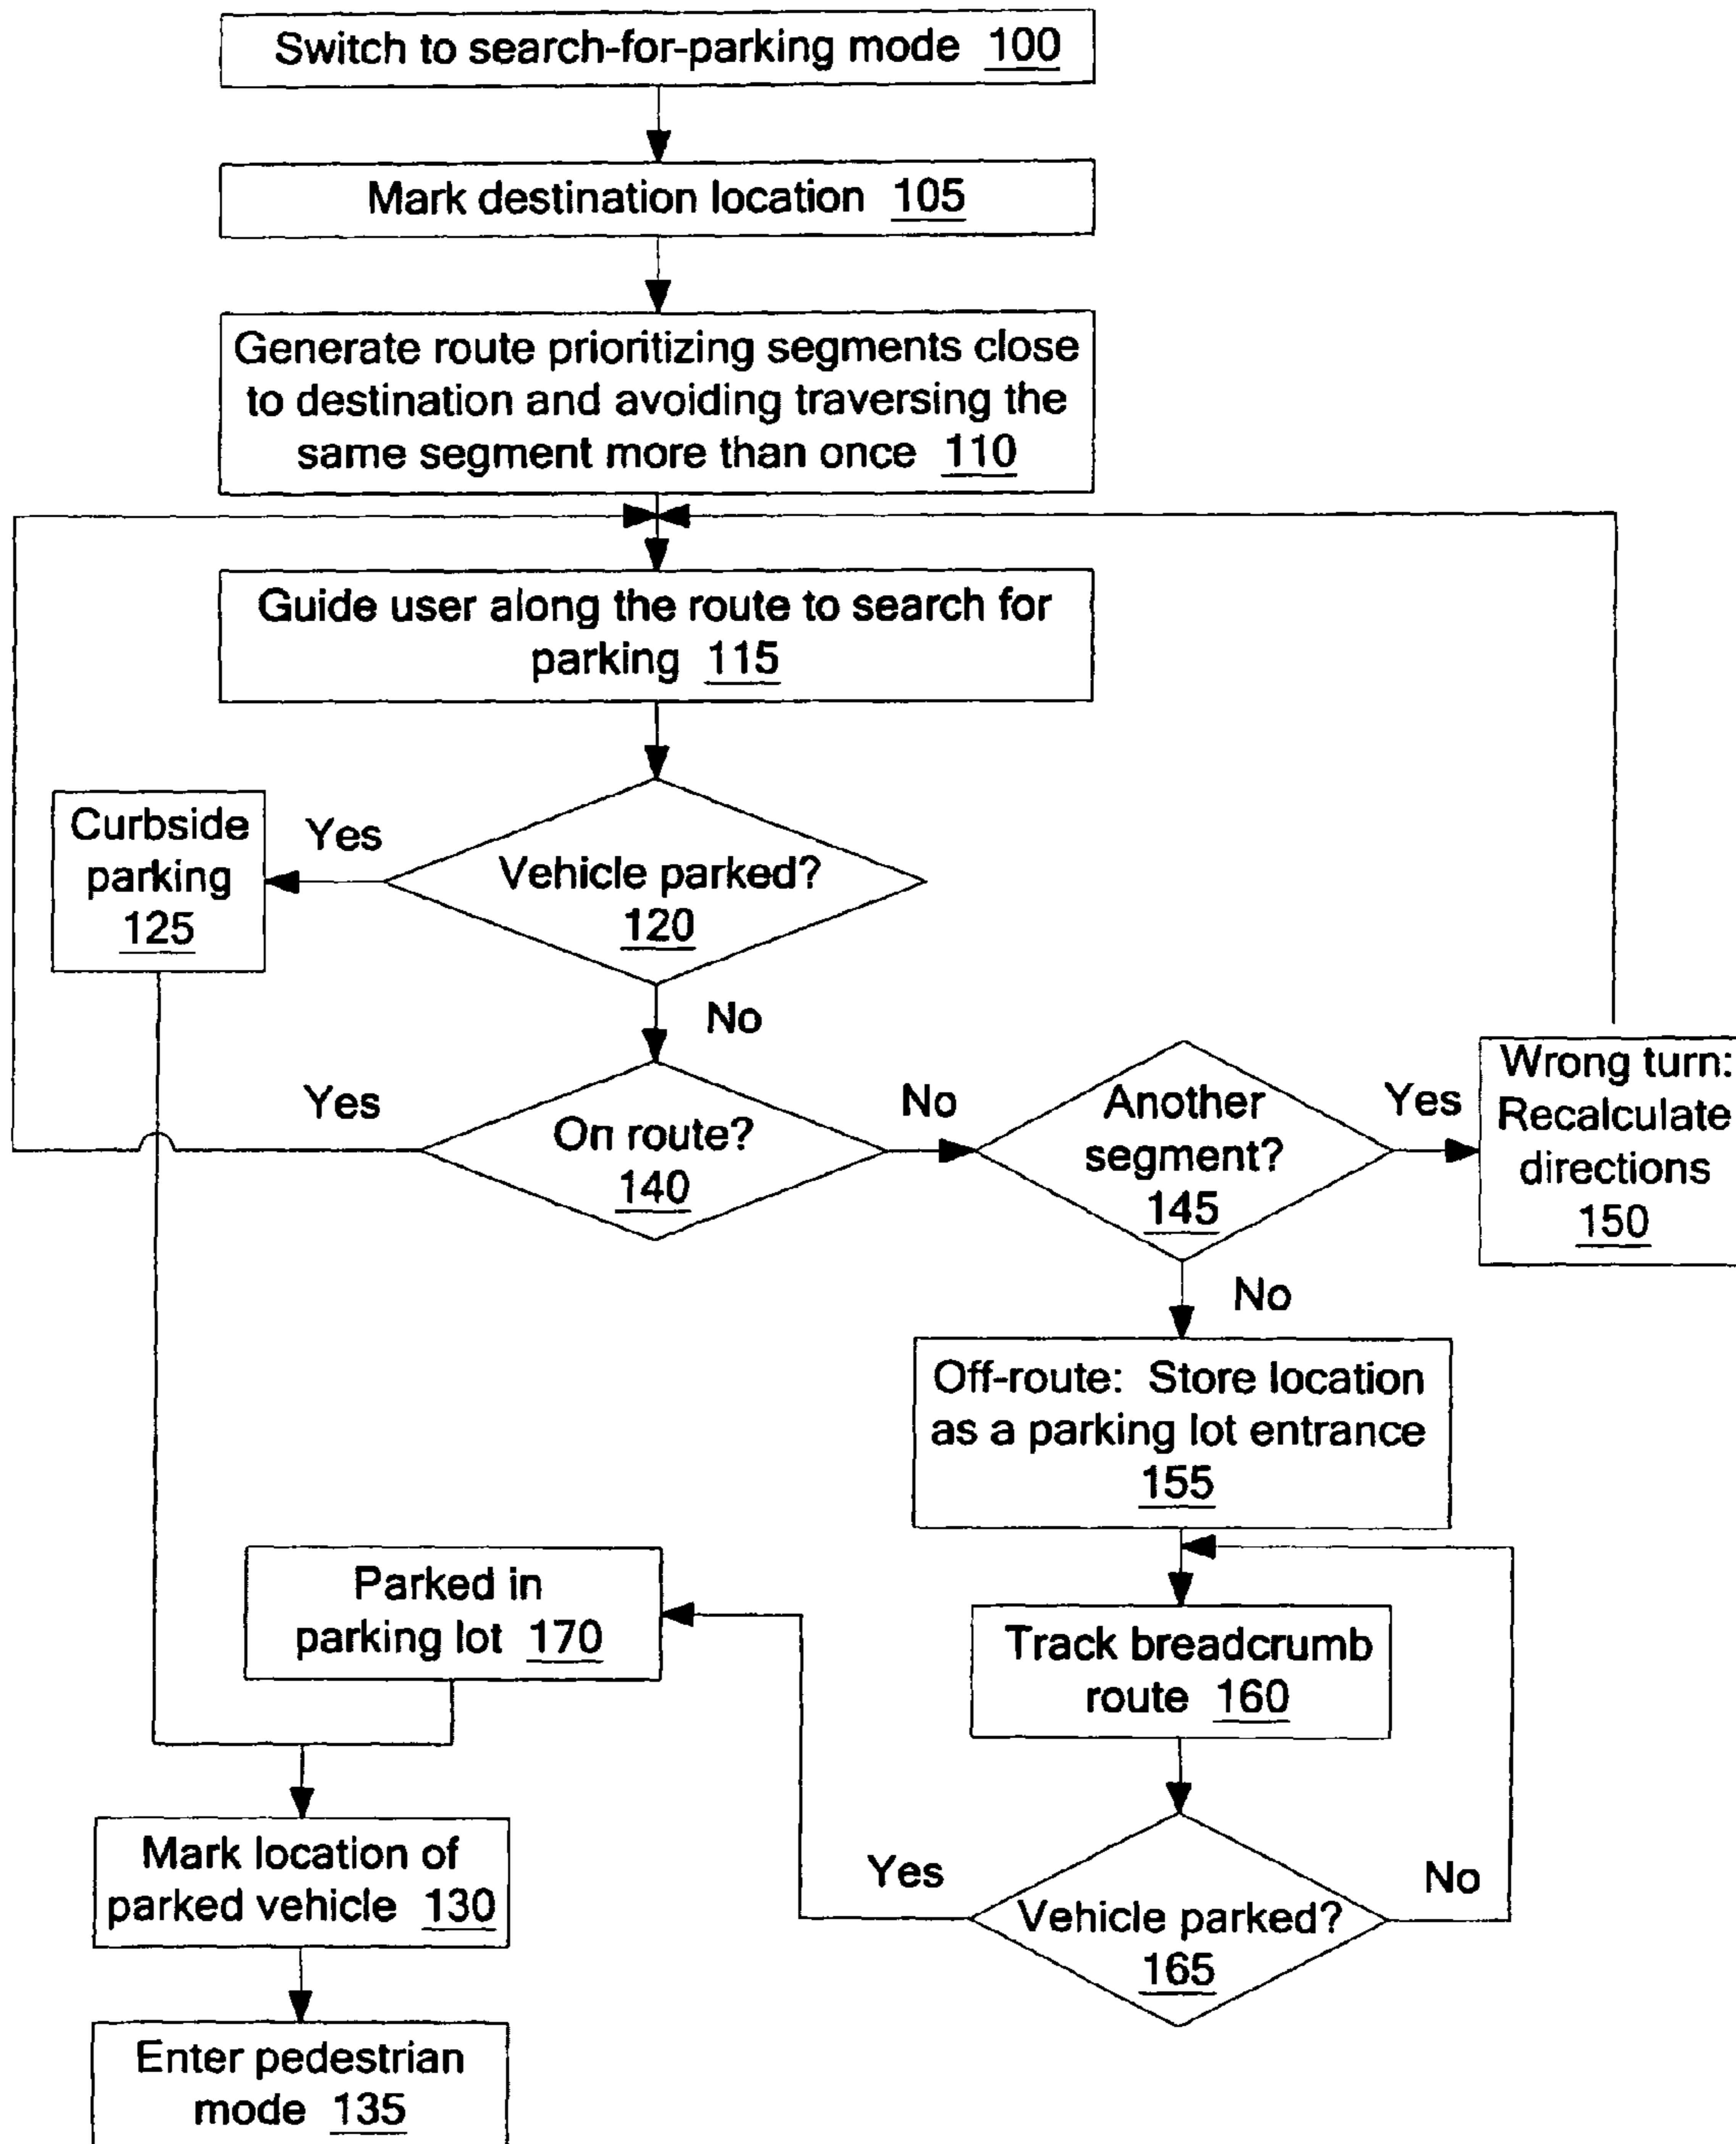 Switch to search-for-parking mode 100
Mark destination location 105
Generate route prioritizing segments close
to destination and avoiding traversing the
same segment more than once 110
Guide user along the route to search for
parking 115
Curbside
parking
125
Yes
Vehicle parked?
120
No
Yes
On route?
140
No
Another
segment?
145
Yes
Wrong turn:
Recalculate
directions
150
No
Off-route: Store location
as a parking lot entrance
155
Parked in
parking lot 170
Track breadcrumb
route 160
Mark location of
parked vehicle 130
Yes
Vehicle parked?
165
No
Enter pedestrian
mode 135